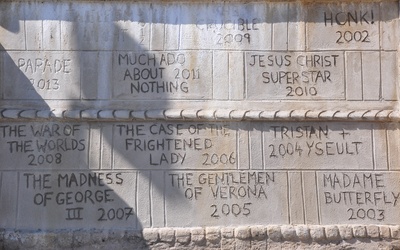 CRUCIBLE
2009
HONK!
2002
PARADE
2013
MUCH ADO
ABOUT 2011
NOTHING
JESUS CHRIST
SUPERSTAR
2010
THE WAR OF
THE WORLDS
2008
THE CASE OF THE
FRIGHTENED
LADY 2006
TRISTAN +
2004 YSEULT
THE MADNESS
OF GEORGE
III 2007
THE GENTLEMEN
OF VERONA
2005
MADAME
BUTTERFLY
2003